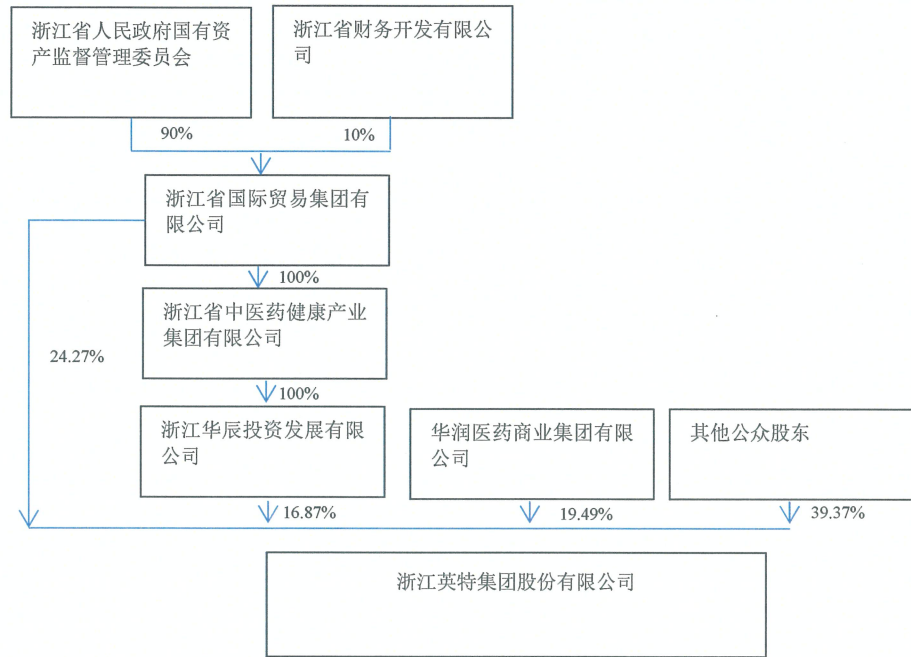 浙江省人民政府国有资
产监督管理委员会
浙江省财务开发有限公
司
90%
10%
浙江省国际贸易集团有
限公司
100%
浙江省中医药健康产业
集团有限公司
24.27%
100%
浙江华辰投资发展有限
公司
华润医药商业集团有限
公司
其他公众股东
16.87%
19.49%
39.37%
浙江英特集团股份有限公司